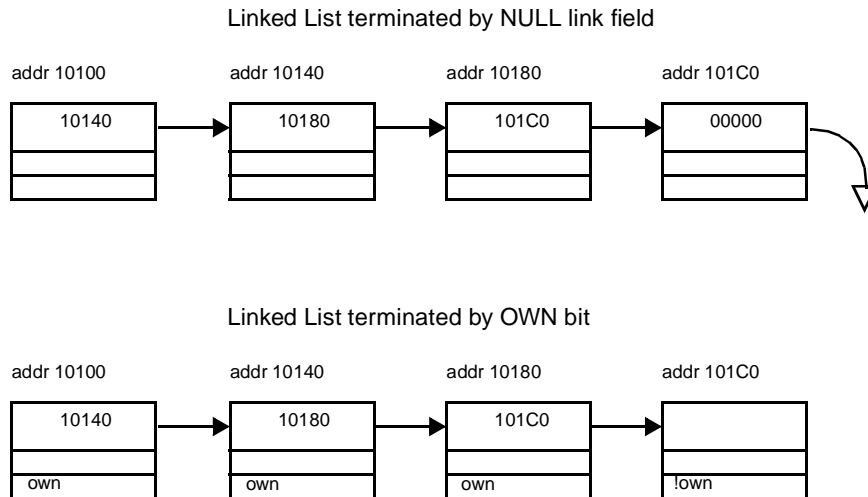 Linked List terminated by NULL link field
addr 10100 addr 10140 addr 10180 addr 101C0
10140 10180 101C0 00000
Linked List terminated by OWN bit
addr 10100 addr 10140 addr 10180 addr 101C0
10140 10180 101C0
own own own !own